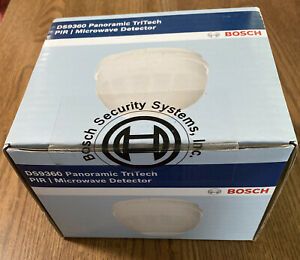 DS9360 Panoramic TriTech
PIR | Microwave Detector
BOSCH
Bosch Security Systems, Inc.
DS9360 Panoramic TriTech
PIR | Microwave Detector
BOSCH